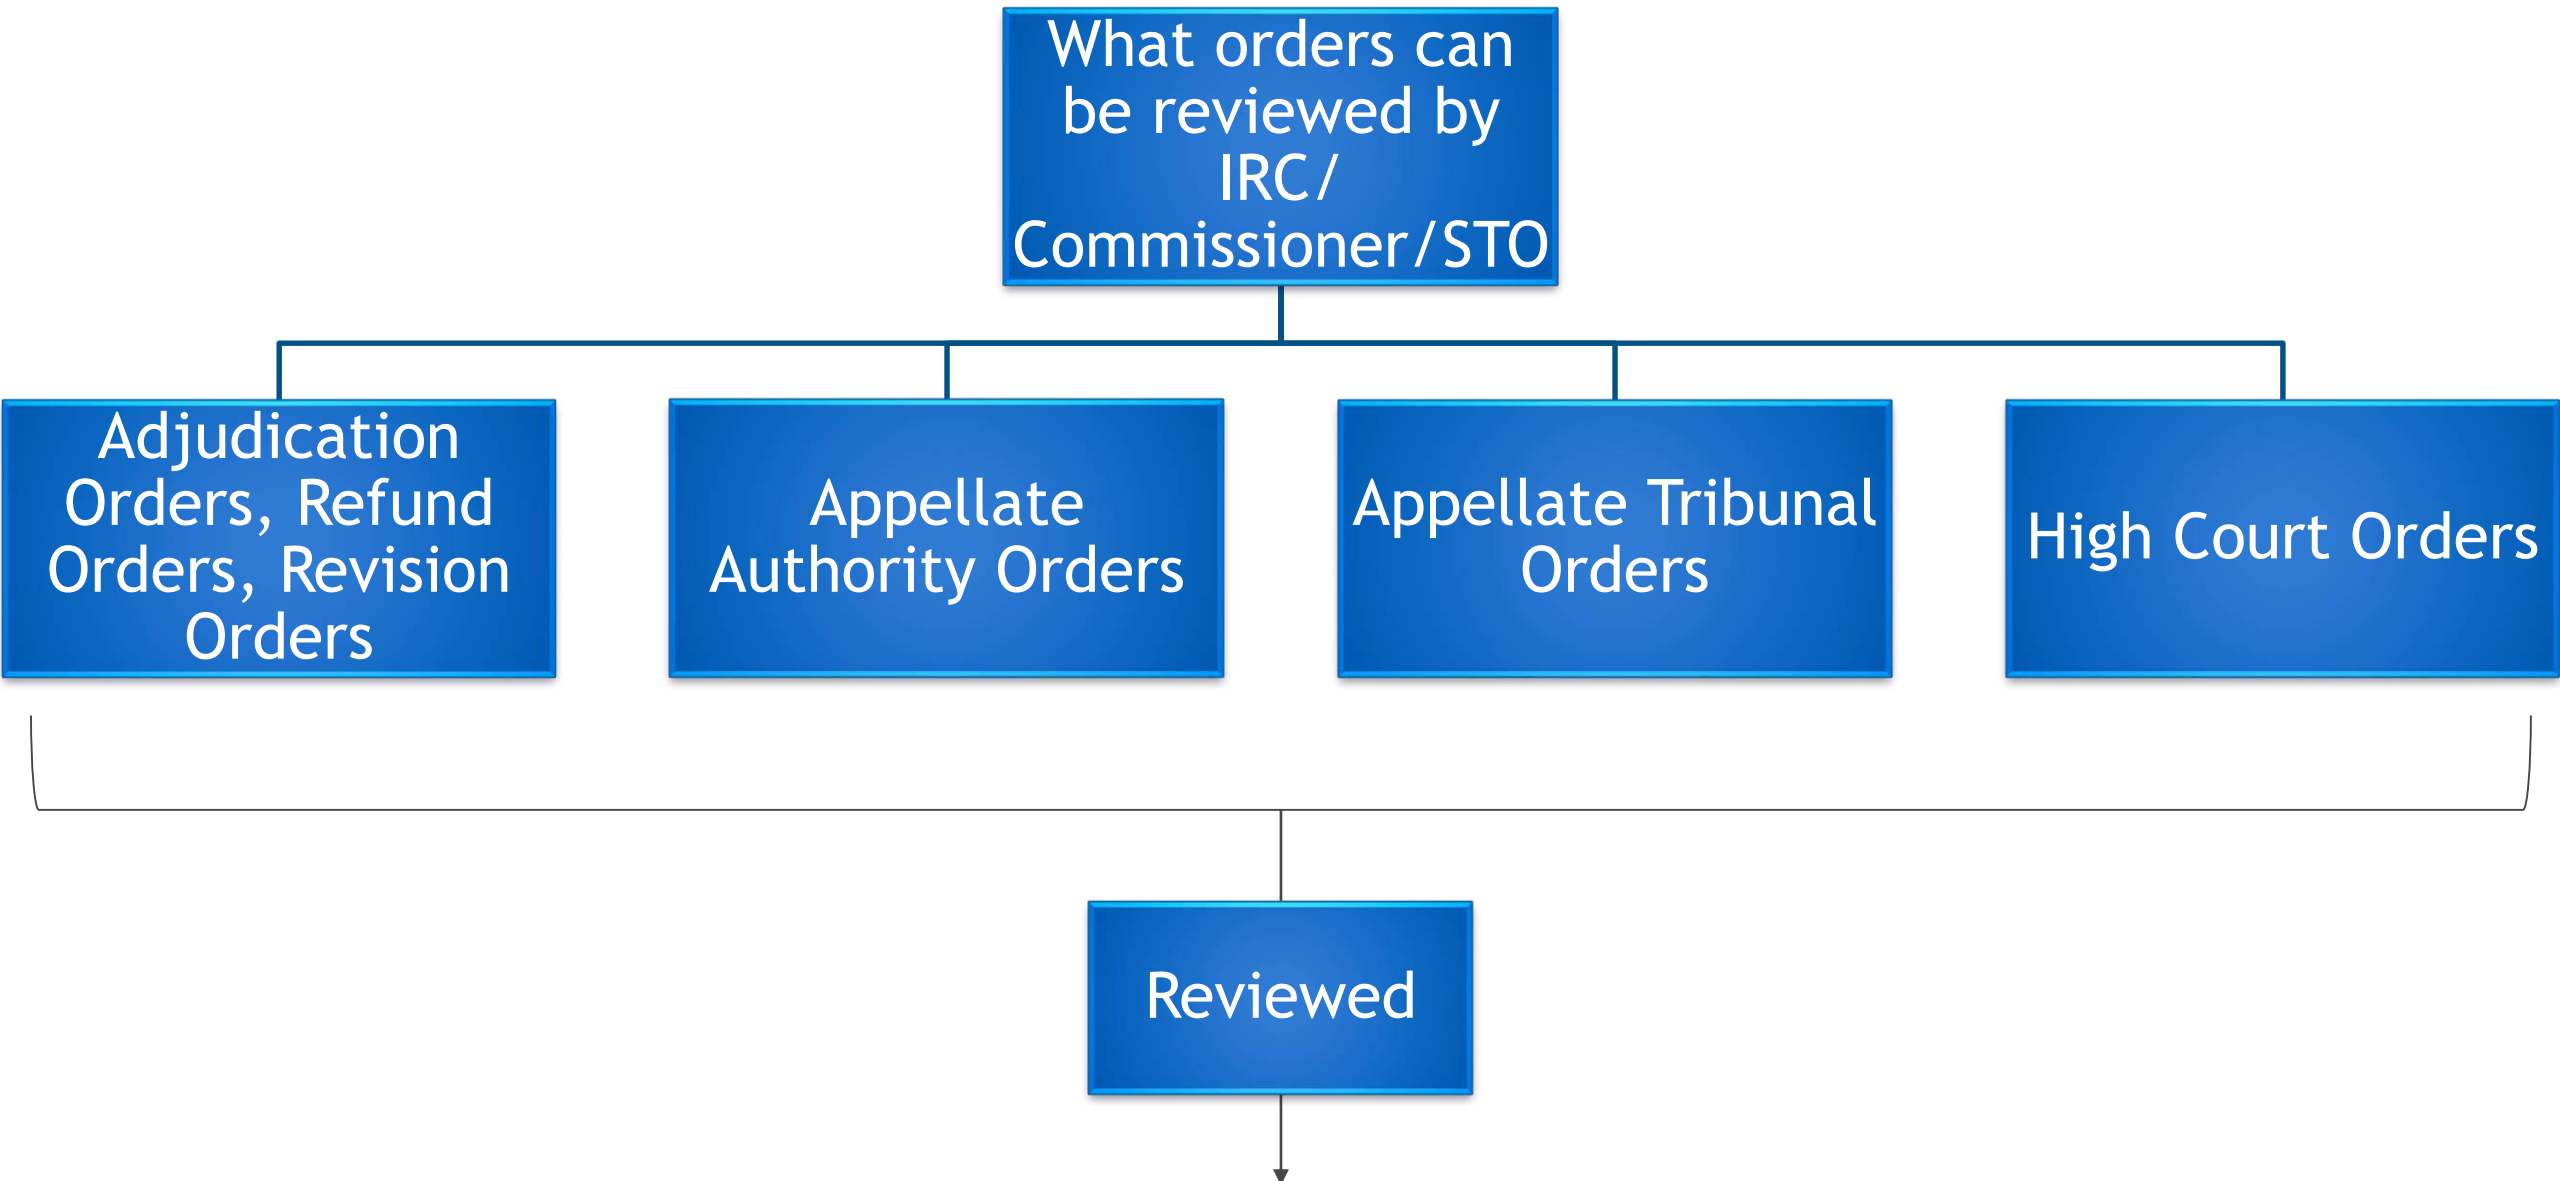 What orders can
be reviewed by
IRC/
Commissioner/STO
Adjudication
Orders, Refund
Orders, Revision
Orders
Appellate
Authority Orders
Appellate Tribunal
Orders
High Court Orders
Reviewed